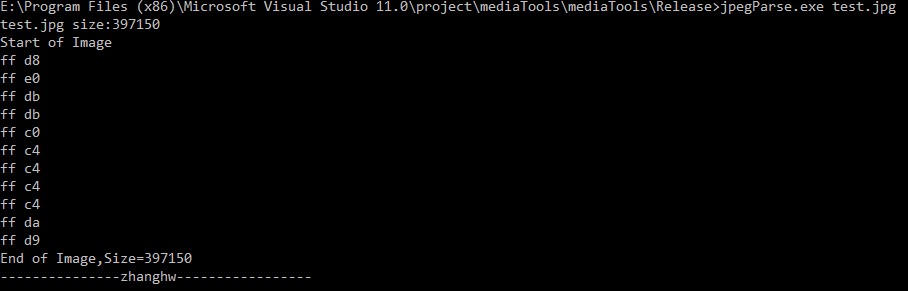 E:\Program Files (x86)\Microsoft Visual Studio 11.0\project\mediaTools\mediaTools\Release>jpegParse.exe test.jpg
test.jpg size:397150
Start of Image
ff d8
ff e0
ff db
ff db
ff c0
ff c4
ff c4
ff c4
ff c4
ff da
ff d9
End of Image,Size=397150
---------------zhanghw-----------------